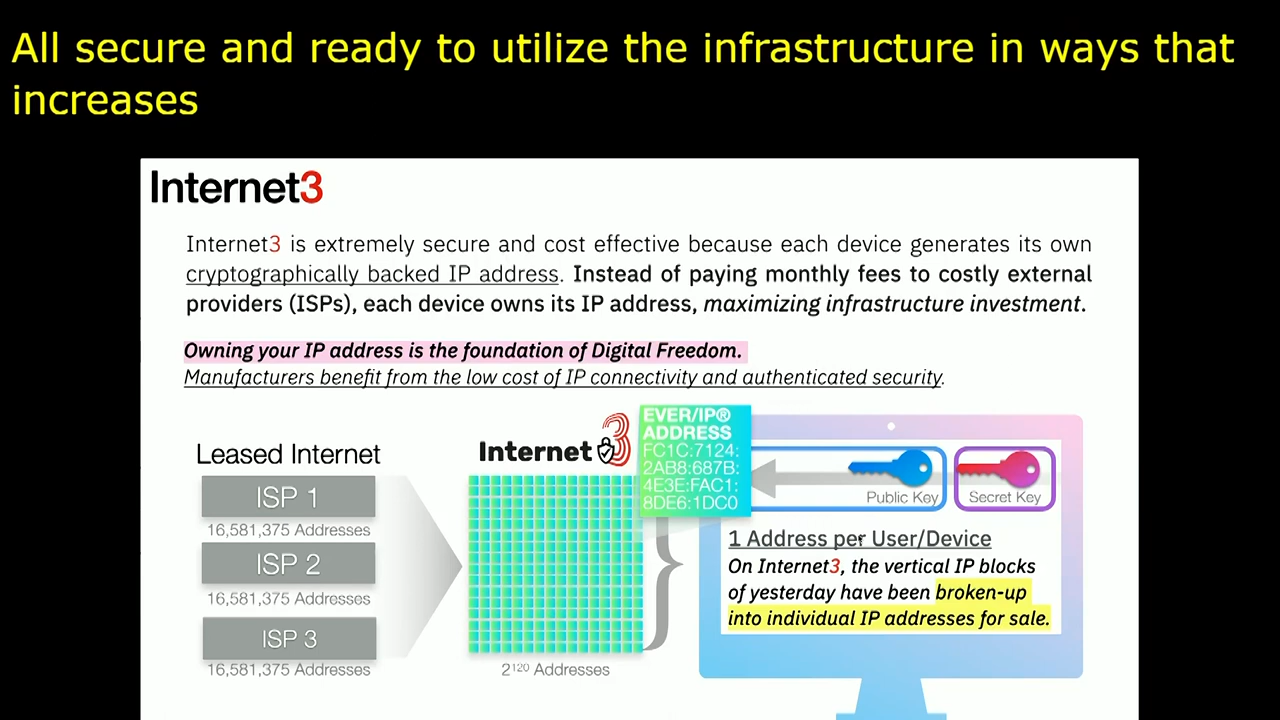 All secure and ready to utilize the infrastructure in ways that
increases
Internet3
Internet3 is extremely secure and cost effective because each device generates its own
cryptographically backed IP address. Instead of paying monthly fees to costly external
providers (ISPs), each device owns its IP address, maximizing infrastructure investment.
Owning your IP address is the foundation of Digital Freedom.
Manufacturers benefit from the low cost of IP connectivity and authenticated security.
Leased Internet
ISP 1
16,581,375 Addresses
ISP 2
16,581,375 Addresses
ISP 3
16,581,375 Addresses
Internet 3
2¹²⁰ Addresses
EVER/IP®
ADDRESS
FC1C:7124:
2AB8:687B:
4E3E:FAC1:
8DE6:1DC0
Public Key
Secret Key
1 Address per User/Device
On Internet3, the vertical IP blocks
of yesterday have been broken-up
into individual IP addresses for sale.